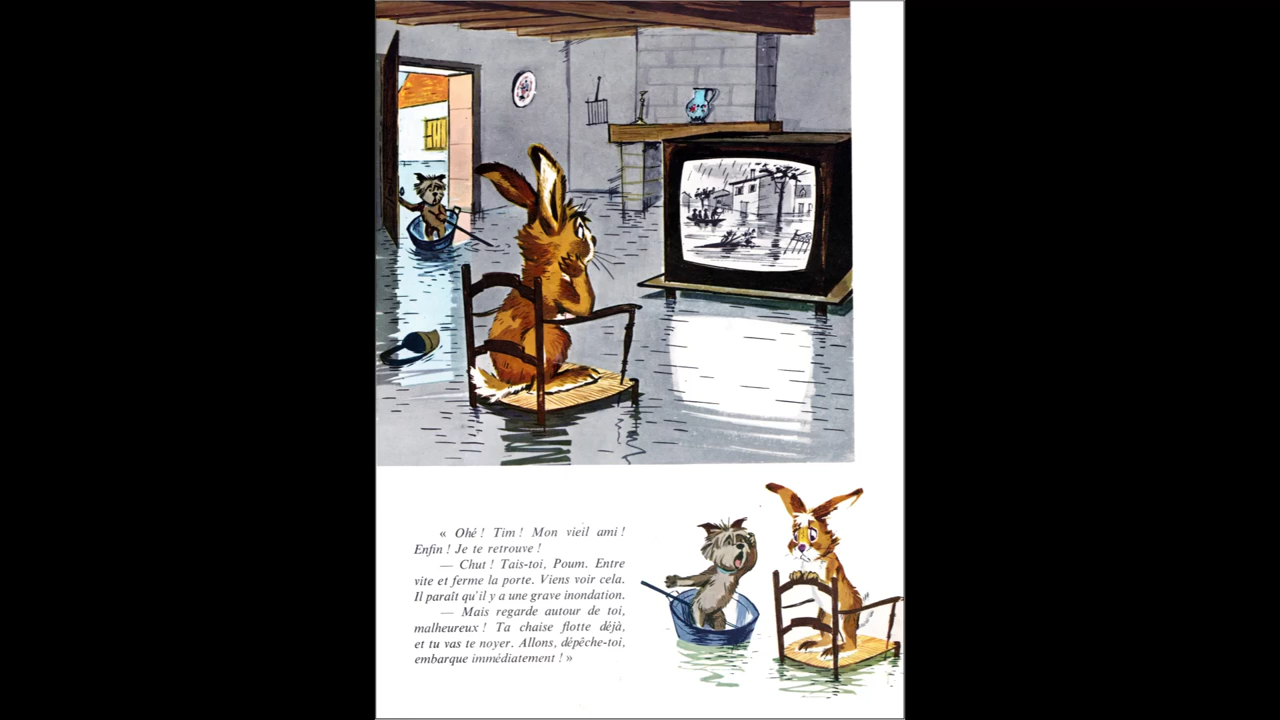 « Ohé ! Tim ! Mon vieil ami !
Enfin ! Je te retrouve !
— Chut ! Tais-toi, Poum. Entre
vite et ferme la porte. Viens voir cela.
Il paraît qu'il y a une grave inondation.
— Mais regarde autour de toi,
malheureux ! Ta chaise flotte déjà,
et tu vas te noyer. Allons, dépêche-toi,
embarque immédiatement ! »